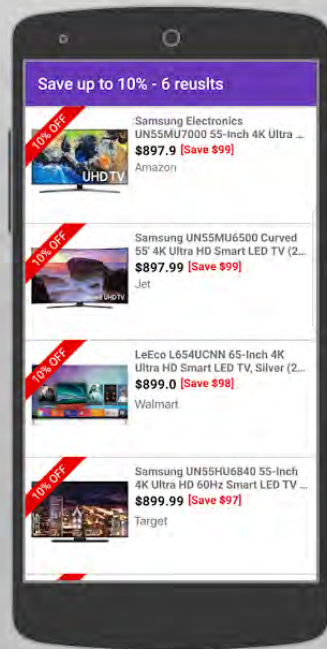 Save up to 10% - 6 reuslts
10% OFF
Samsung Electronics
UN55MU7000 55-Inch 4K Ultra ...
$897.9 [Save $99]
Amazon
UHD TV
10% OFF
Samsung UN55MU6500 Curved
55' 4K Ultra HD Smart LED TV (2...
$897.99 [Save $99]
Jet
UHD TV
10% OFF
LeEco L654UCNN 65-Inch 4K
Ultra HD Smart LED TV, Silver (2...
$899.0 [Save $98]
Walmart
10% OFF
Samsung UN55HU6840 55-Inch
4K Ultra HD 60Hz Smart LED TV ...
$899.99 [Save $97]
Target